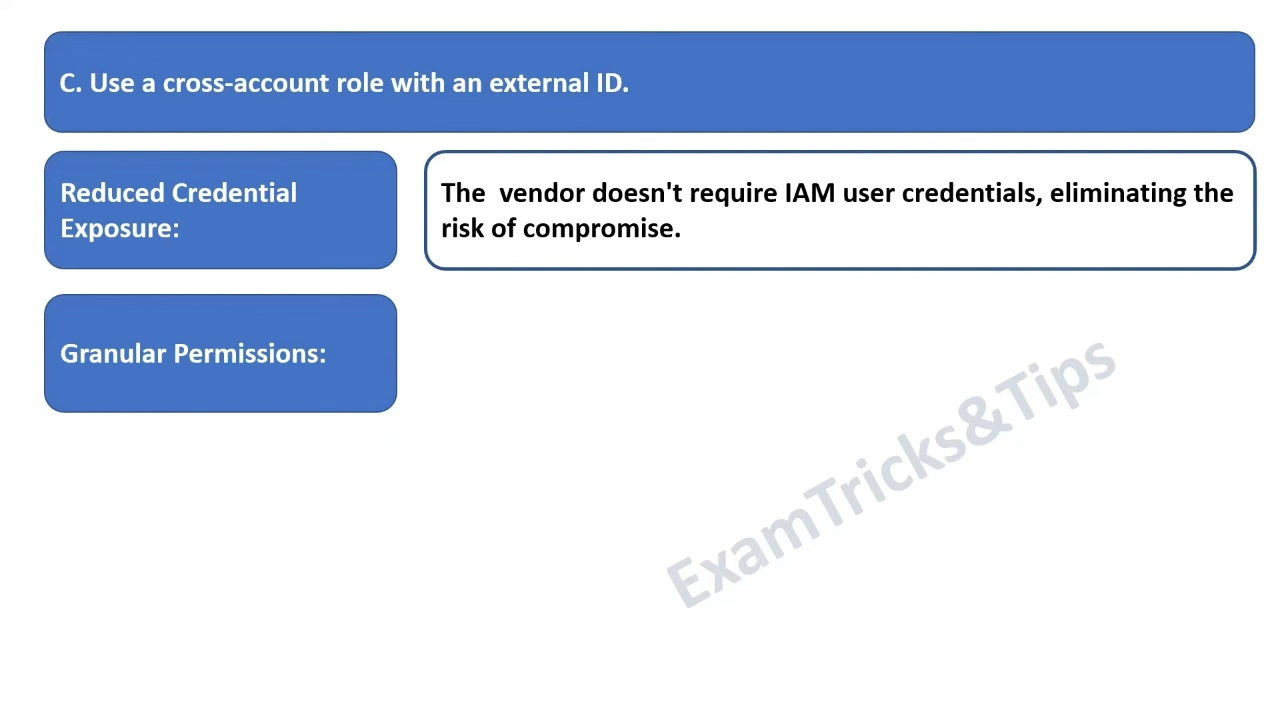 C. Use a cross-account role with an external ID.
Reduced Credential
Exposure:
The  vendor doesn't require IAM user credentials, eliminating the
risk of compromise.
Granular Permissions:
ExamTricks&Tips